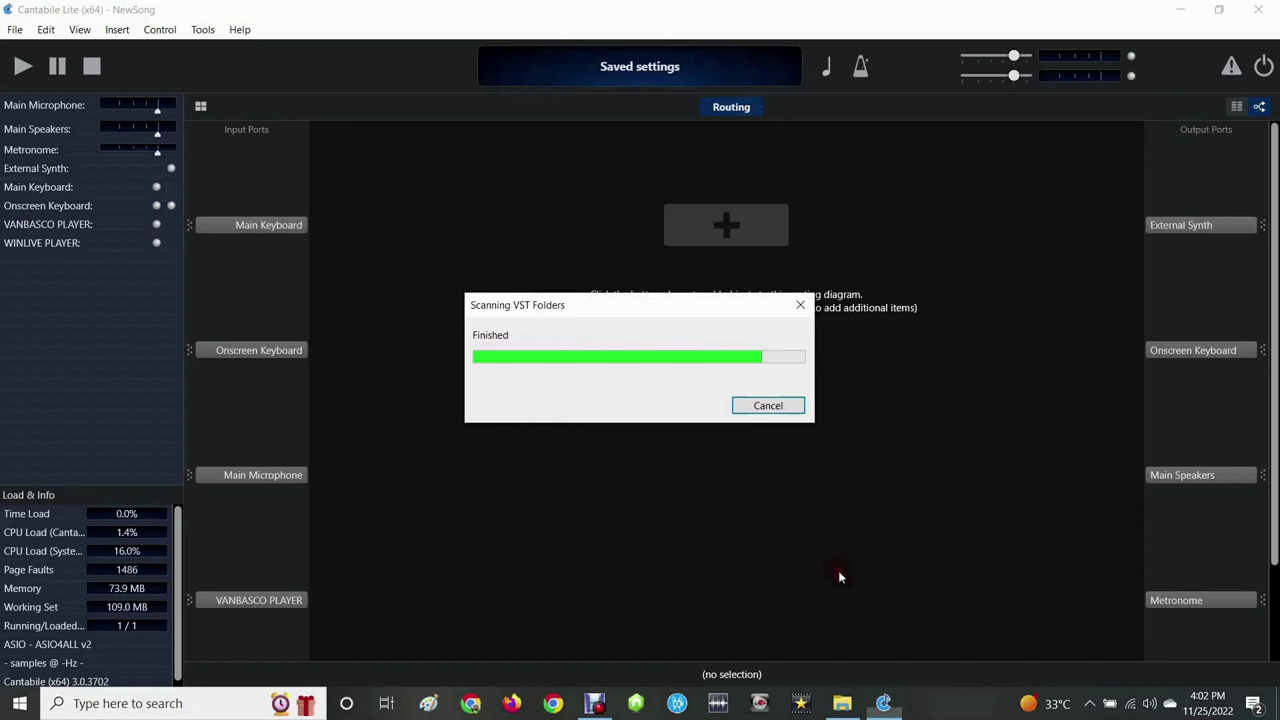 Cantabile Lite (x64) - NewSong
File Edit View Insert Control Tools Help
Saved settings
Main Microphone:
Main Speakers:
Metronome:
External Synth:
Main Keyboard:
Onscreen Keyboard:
VANBASCO PLAYER:
WINLIVE PLAYER:
Routing
Input Ports
Output Ports
Main Keyboard
External Synth
Scanning VST Folders
Finished
Cancel
ng diagram.
to add additional items)
Onscreen Keyboard
Onscreen Keyboard
Main Microphone
Main Speakers
VANBASCO PLAYER
Metronome
Load & Info
Time Load 0.0%
CPU Load (Canta... 1.4%
CPU Load (Syste... 16.0%
Page Faults 1486
Memory 73.9 MB
Working Set 109.0 MB
Running/Loaded... 1 / 1
ASIO - ASIO4ALL v2
- samples @ -Hz -
Cantabile (x64) 3.0.3702
(no selection)
Type here to search
33°C
4:02 PM
11/25/2022
2